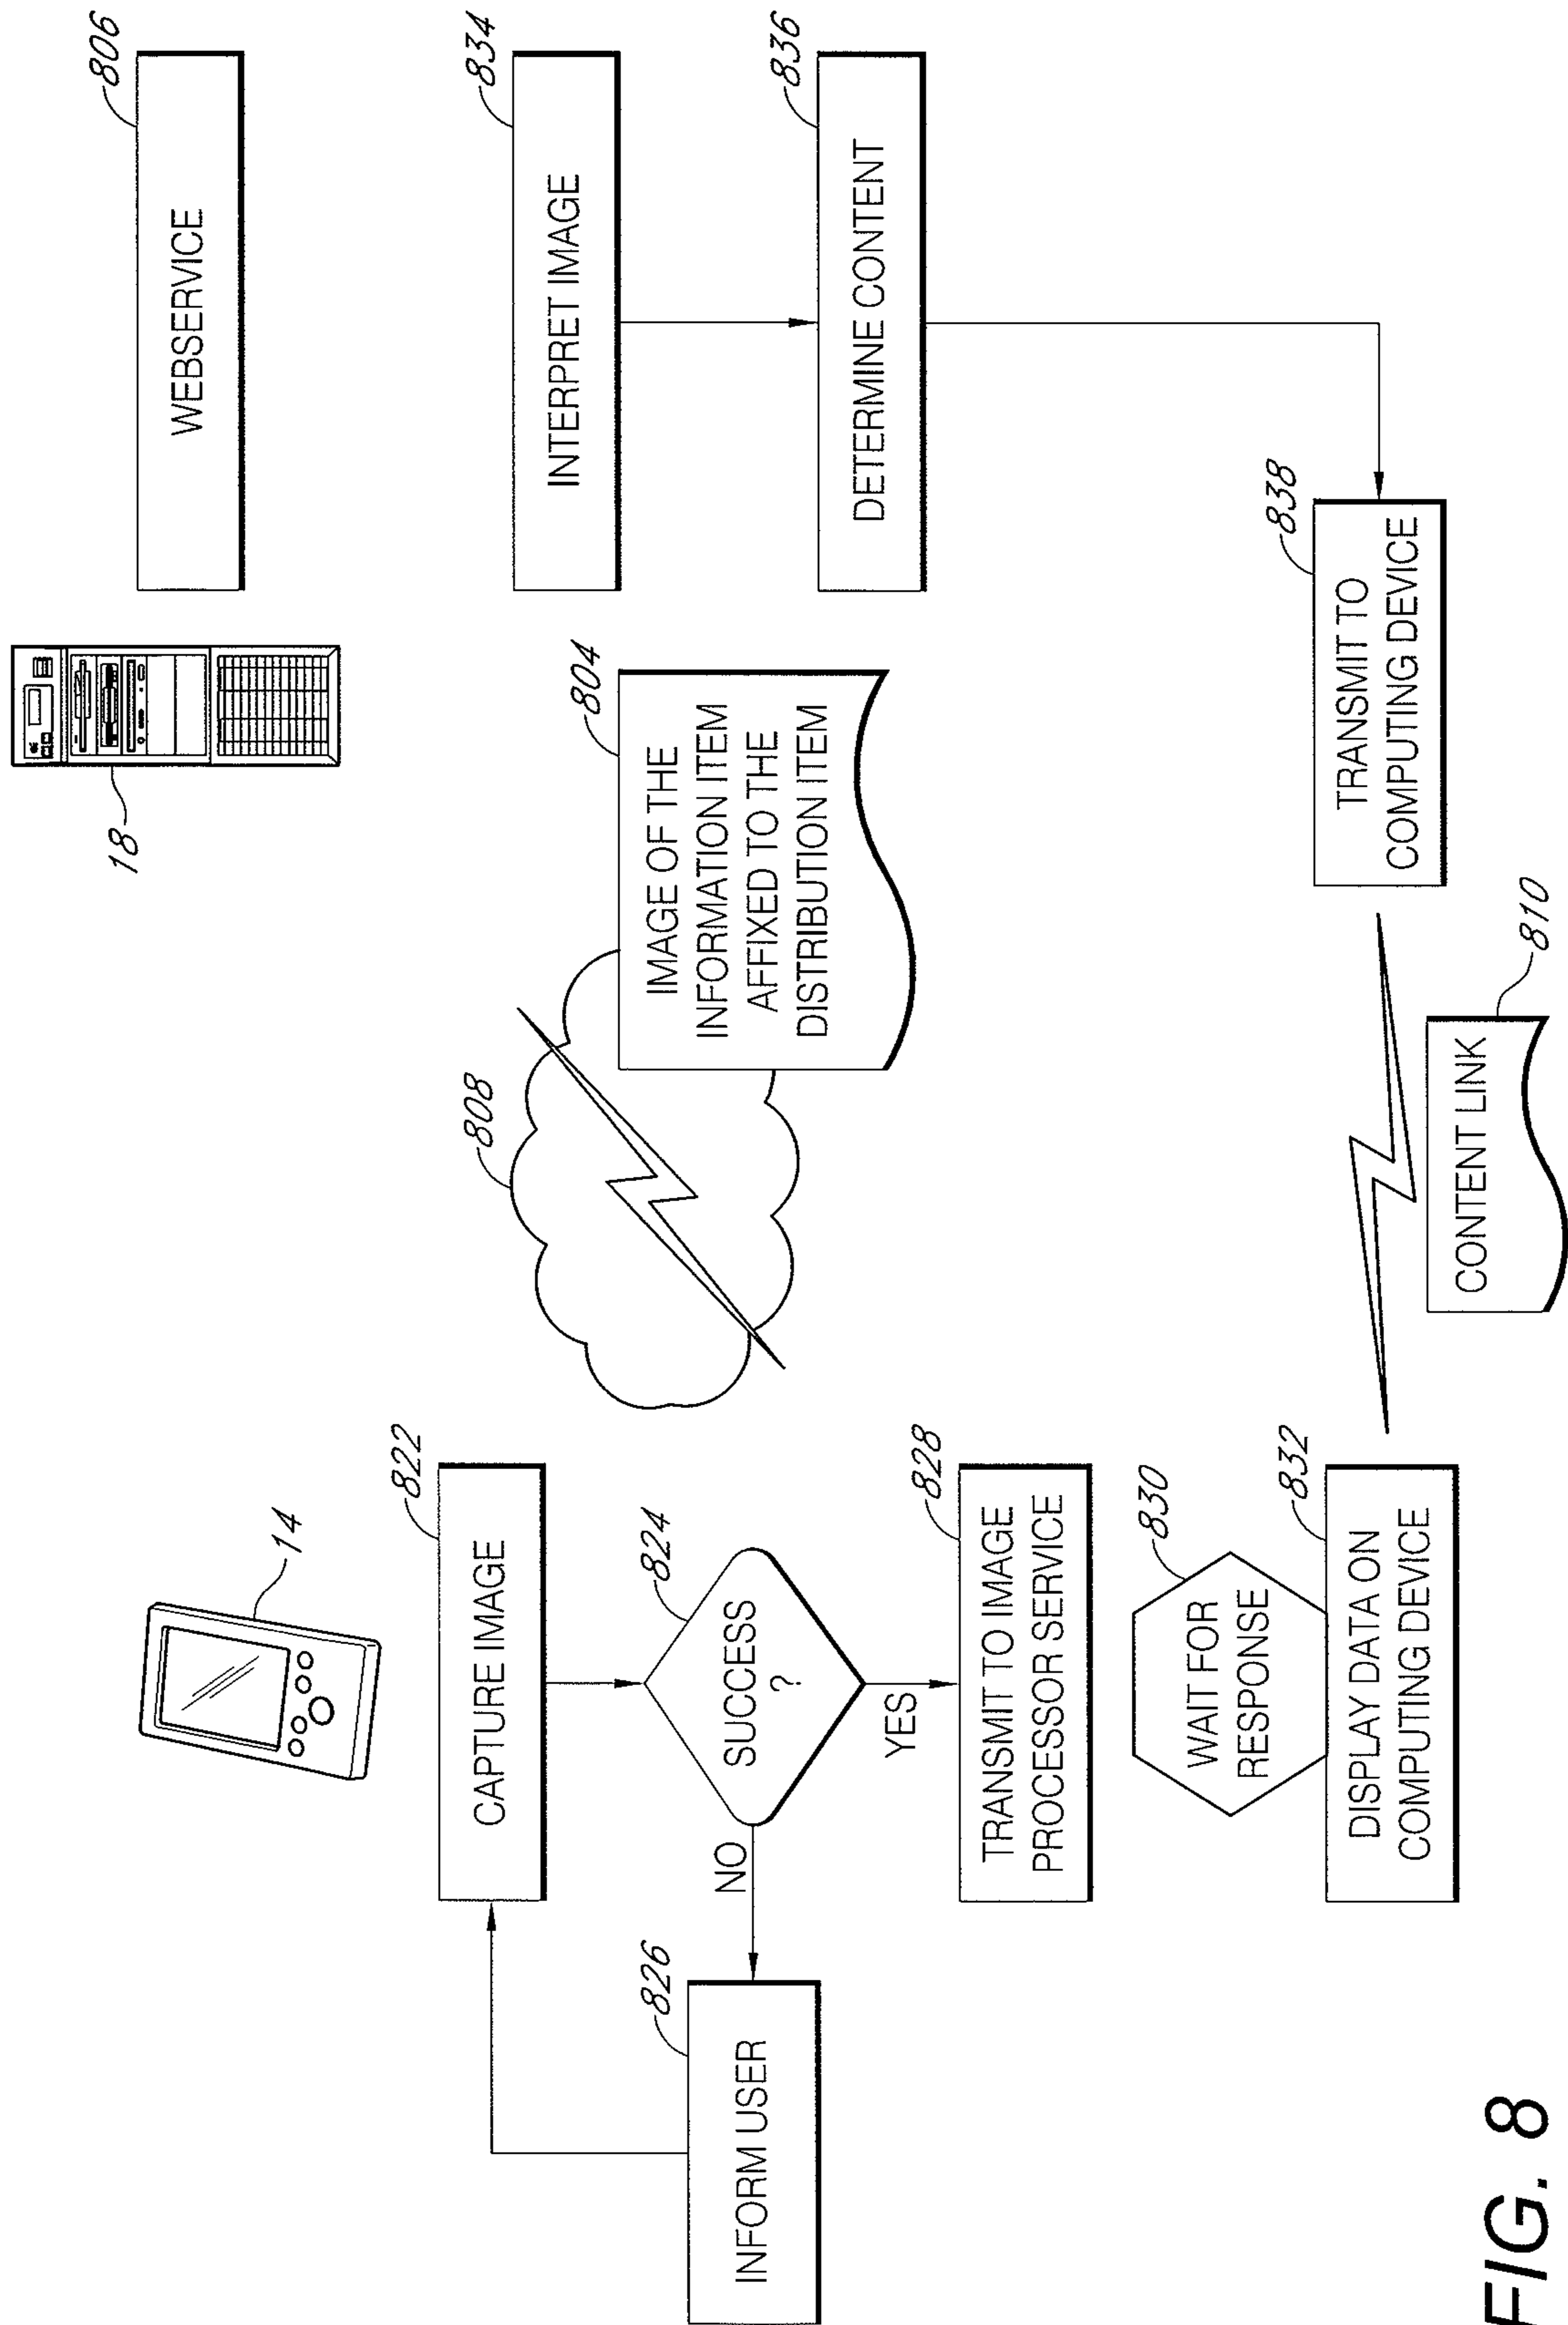 14
18
806
WEBSERVICE
822
CAPTURE IMAGE
808
804
IMAGE OF THE
INFORMATION ITEM
AFFIXED TO THE
DISTRIBUTION ITEM
834
INTERPRET IMAGE
824
SUCCESS
?
NO
YES
826
INFORM USER
828
TRANSMIT TO IMAGE
PROCESSOR SERVICE
836
DETERMINE CONTENT
830
WAIT FOR
RESPONSE
832
DISPLAY DATA ON
COMPUTING DEVICE
838
TRANSMIT TO
COMPUTING DEVICE
810
CONTENT LINK
FIG. 8